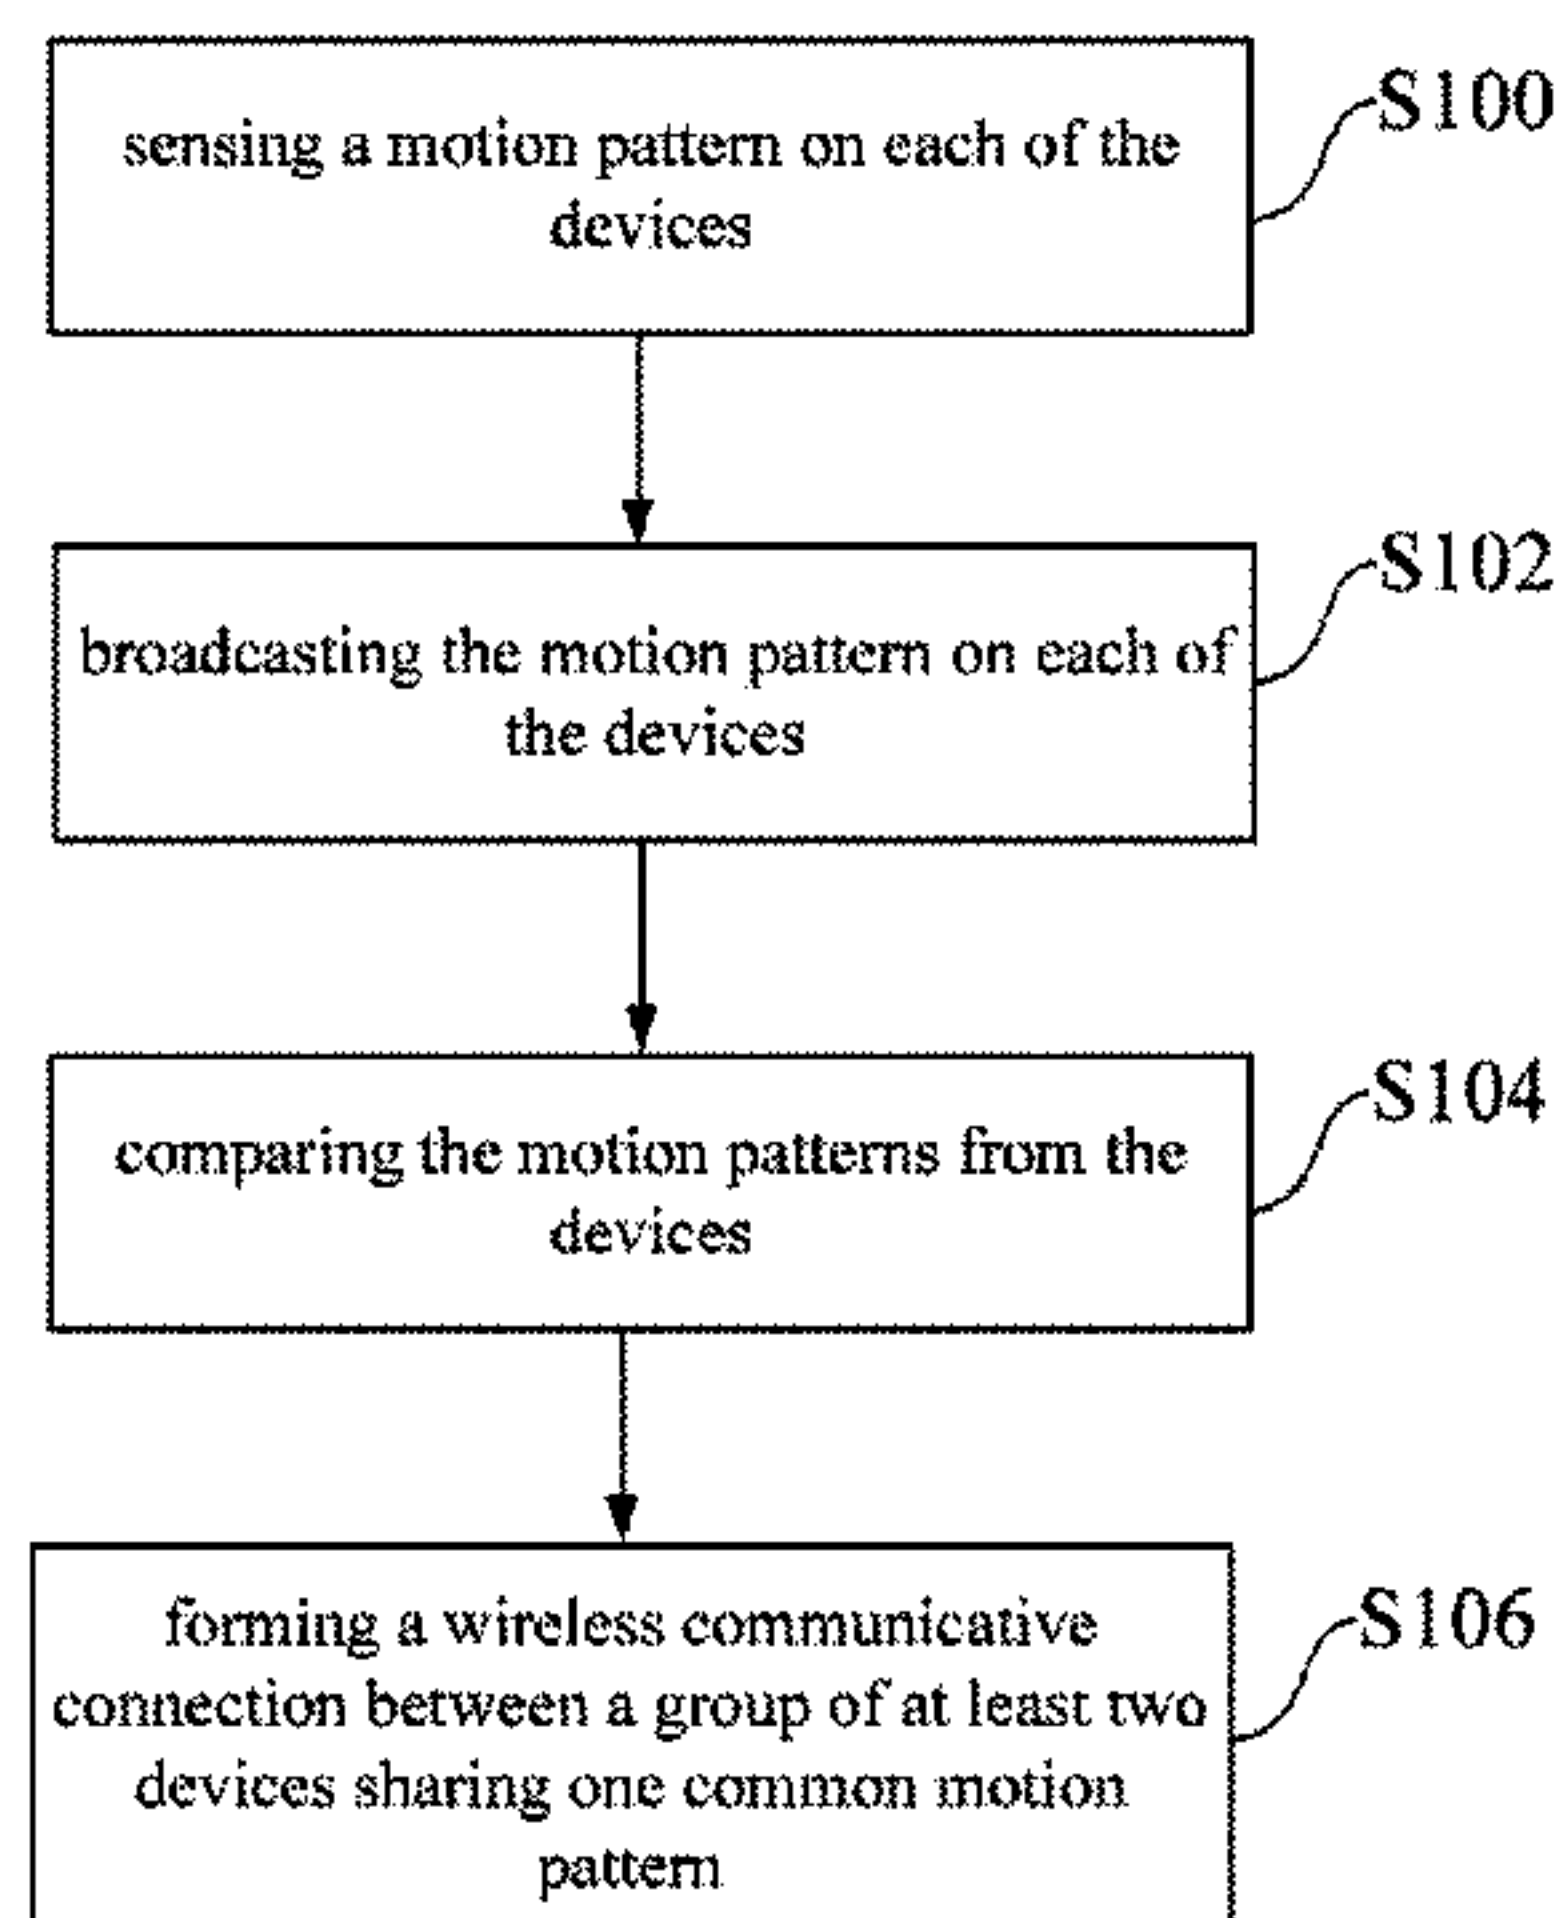 sensing a motion pattern on each of the
devices
S100
broadcasting the motion pattern on each of
the devices
S102
comparing the motion patterns from the
devices
S104
forming a wireless communicative
connection between a group of at least two
devices sharing one common motion
pattern
S106